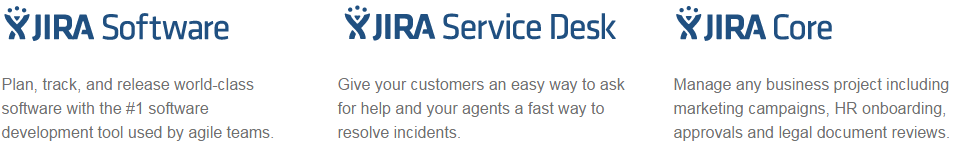 JIRA Software
Plan, track, and release world-class
software with the #1 software
development tool used by agile teams.
JIRA Service Desk
Give your customers an easy way to ask
for help and your agents a fast way to
resolve incidents.
JIRA Core
Manage any business project including
marketing campaigns, HR onboarding,
approvals and legal document reviews.